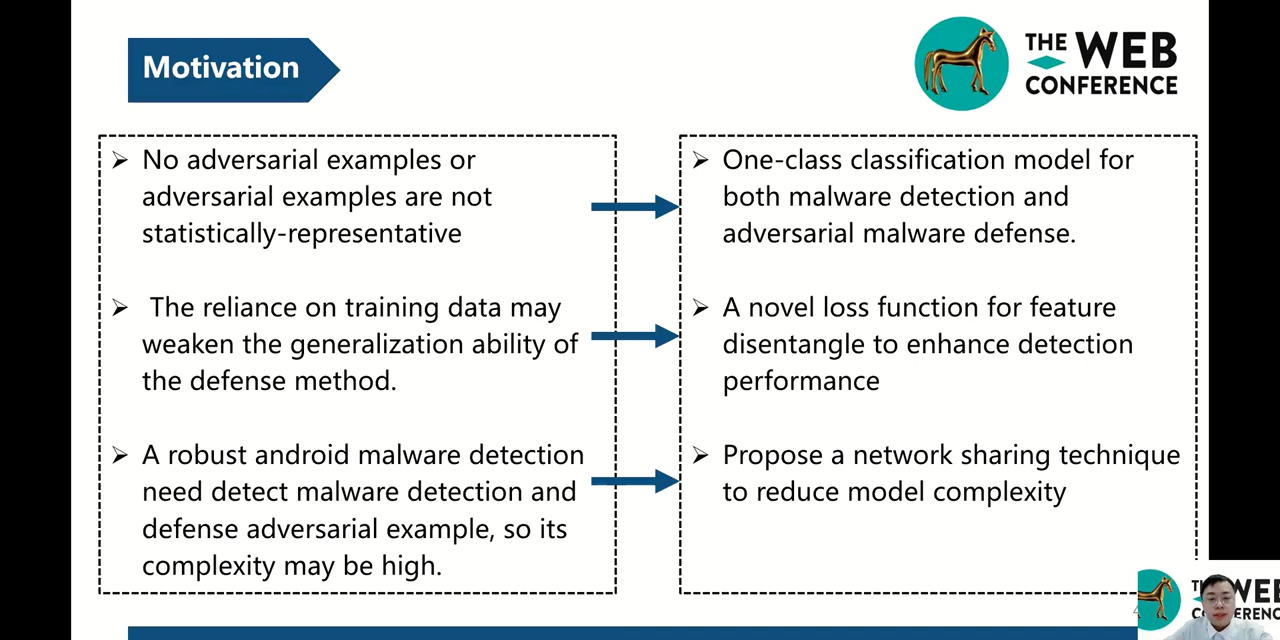 Motivation
THE WEB
CONFERENCE
➢ No adversarial examples or
adversarial examples are not
statistically-representative
➢ The reliance on training data may
weaken the generalization ability of
the defense method.
➢ A robust android malware detection
need detect malware detection and
defense adversarial example, so its
complexity may be high.
➢ One-class classification model for
both malware detection and
adversarial malware defense.
➢ A novel loss function for feature
disentangle to enhance detection
performance
➢ Propose a network sharing technique
to reduce model complexity